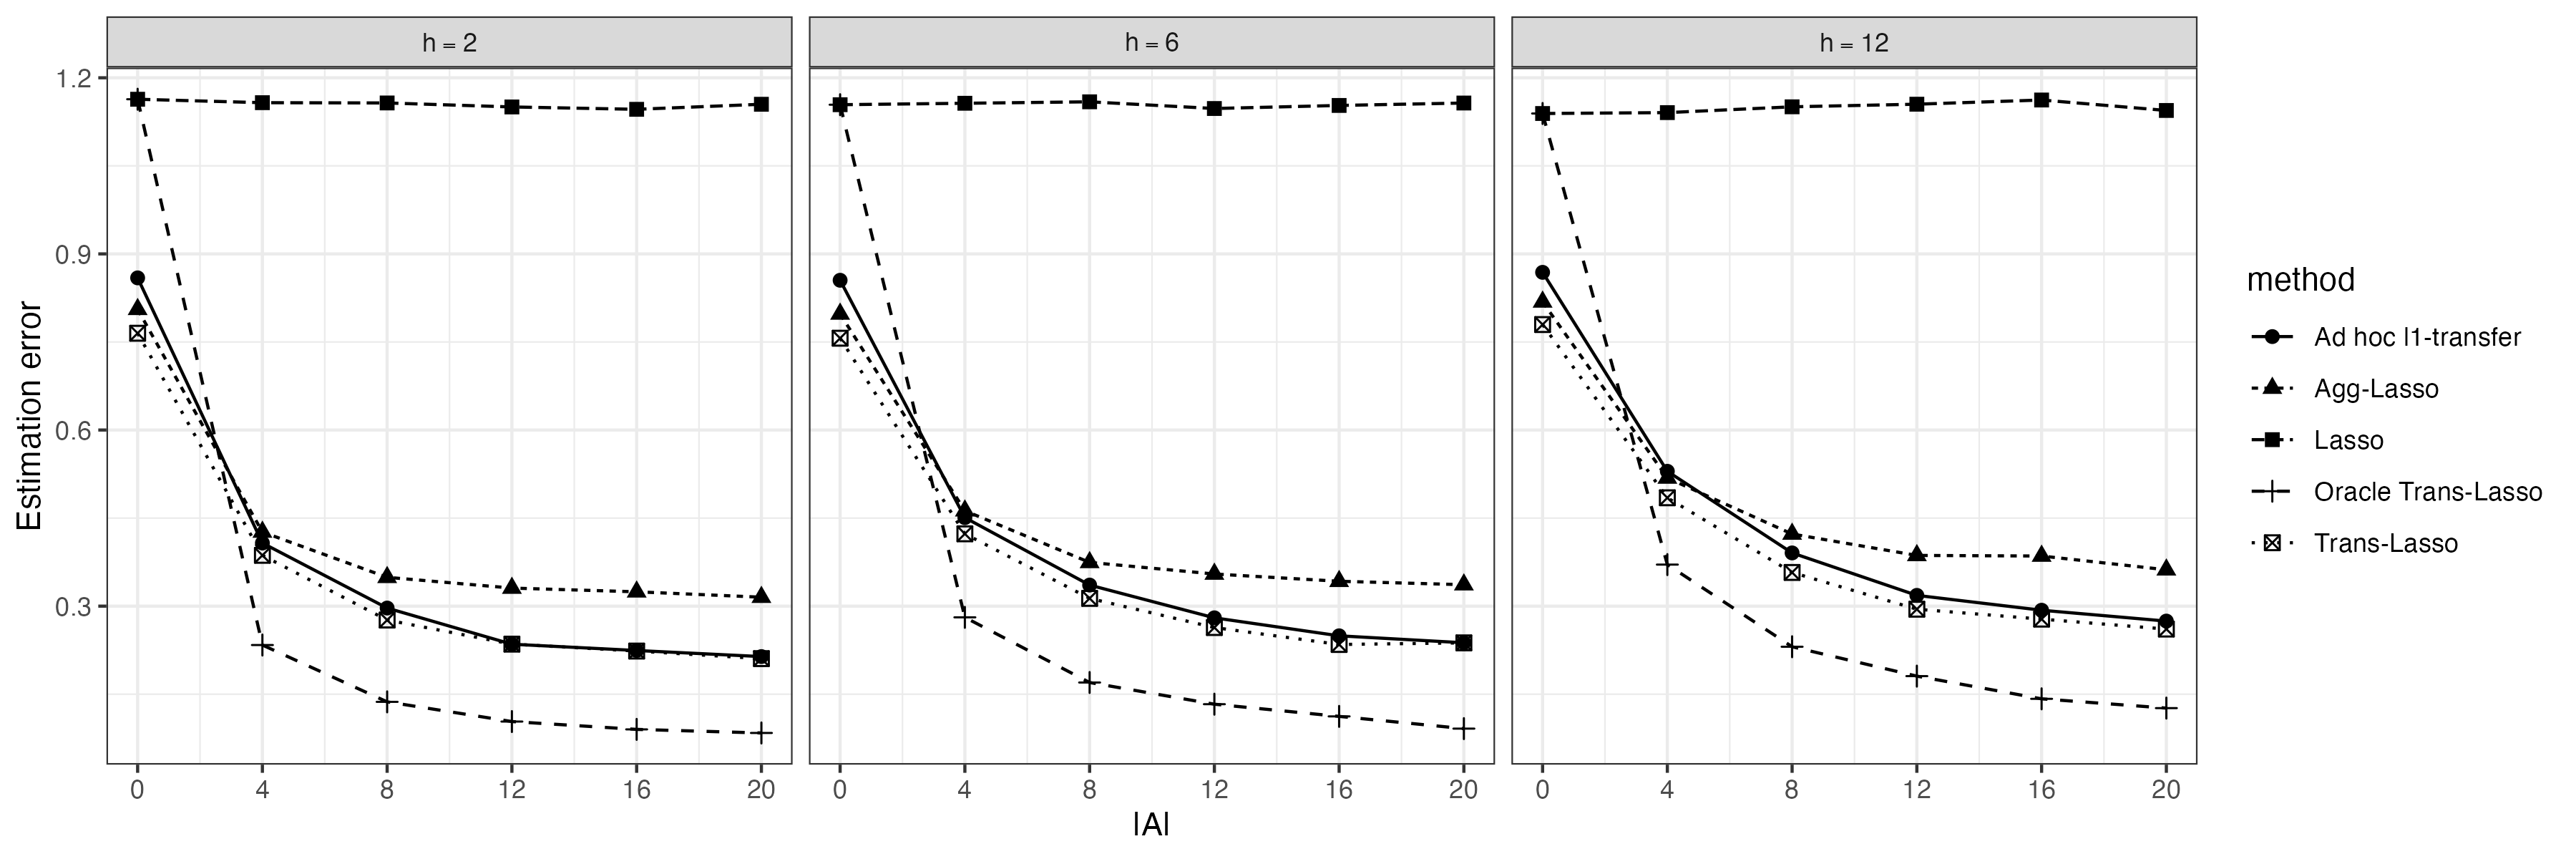 h = 2
h = 6
h = 12
1.2
0.9
0.6
0.3
Estimation error
0 4 8 12 16 20
0 4 8 12 16 20
0 4 8 12 16 20
|A|
method
Ad hoc l1-transfer
Agg-Lasso
Lasso
Oracle Trans-Lasso
Trans-Lasso